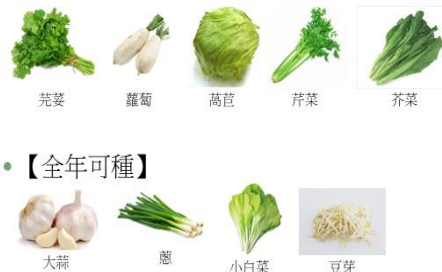 芫荽 蘿蔔 萵苣 芹菜 芥菜
•【全年可種】
大蒜 蔥 小白菜 豆芽